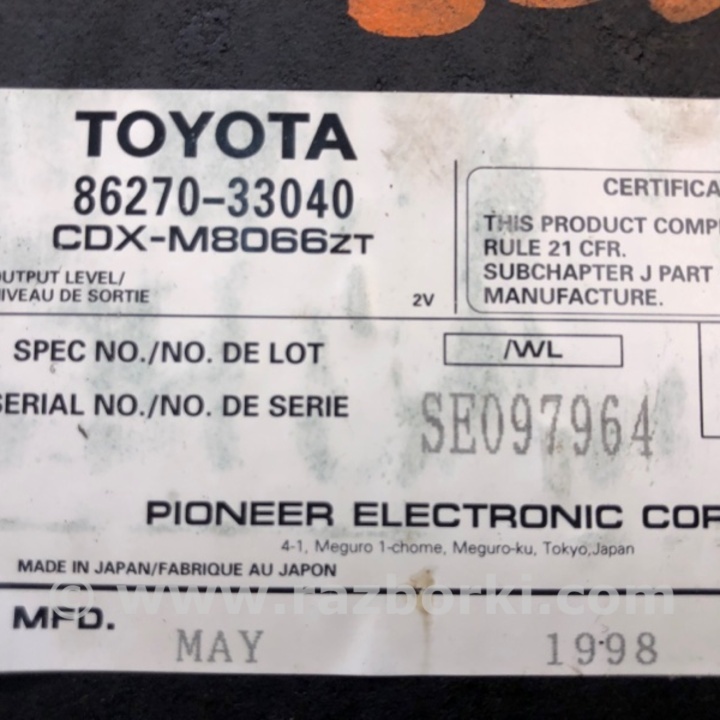 TOYOTA
86270-33040
CDX-M8066ZT
OUTPUT LEVEL/
NIVEAU DE SORTIE 2V
CERTIFICA
THIS PRODUCT COMP
RULE 21 CFR.
SUBCHAPTER J PART
MANUFACTURE.
SPEC NO./NO. DE LOT /WL
SERIAL NO./NO. DE SERIE SE097964
PIONEER ELECTRONIC COR
4-1, Meguro 1-chome, Meguro-ku, Tokyo,Japan
MADE IN JAPAN/FABRIQUE AU JAPON
© www.razborki.com
MFD. MAY 1998